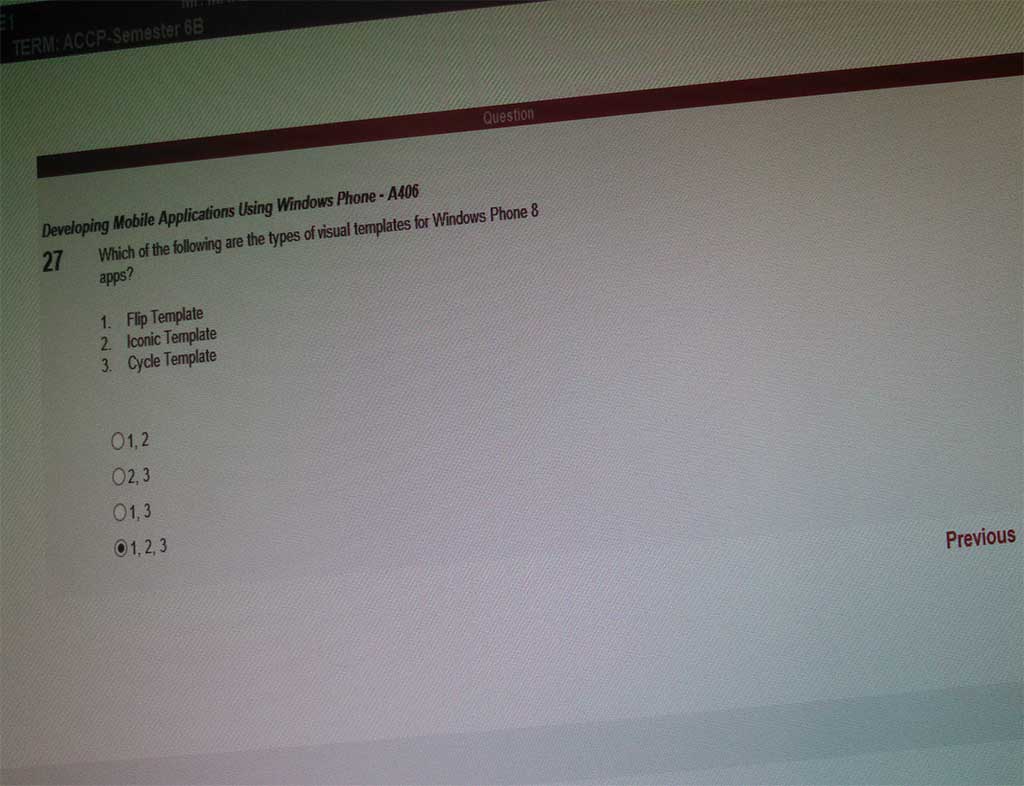 E1
TERM: ACCP-Semester 6B
Question
Developing Mobile Applications Using Windows Phone - A406
27 Which of the following are the types of visual templates for Windows Phone 8
apps?
1. Flip Template
2. Iconic Template
3. Cycle Template
1, 2
2, 3
1, 3
1, 2, 3
Previous